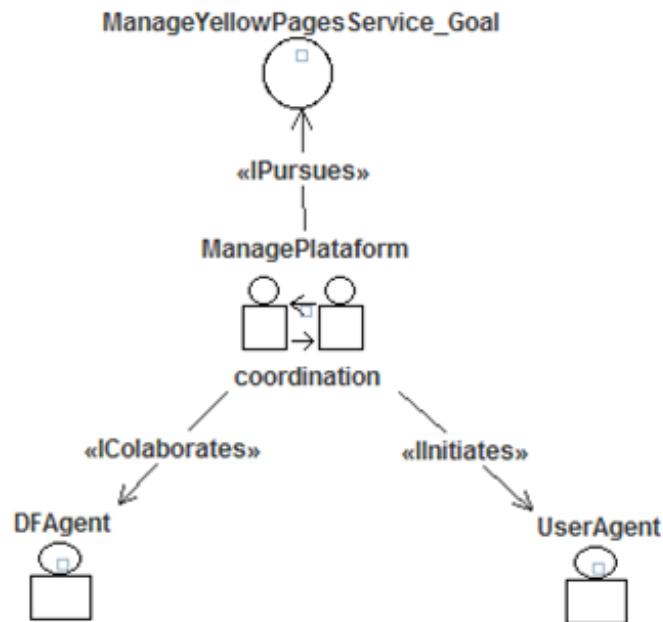 ManageYellowPagesService_Goal
«IPursues»
ManagePlataform
coordination
«IColaborates»
«IInitiates»
DFAgent
UserAgent